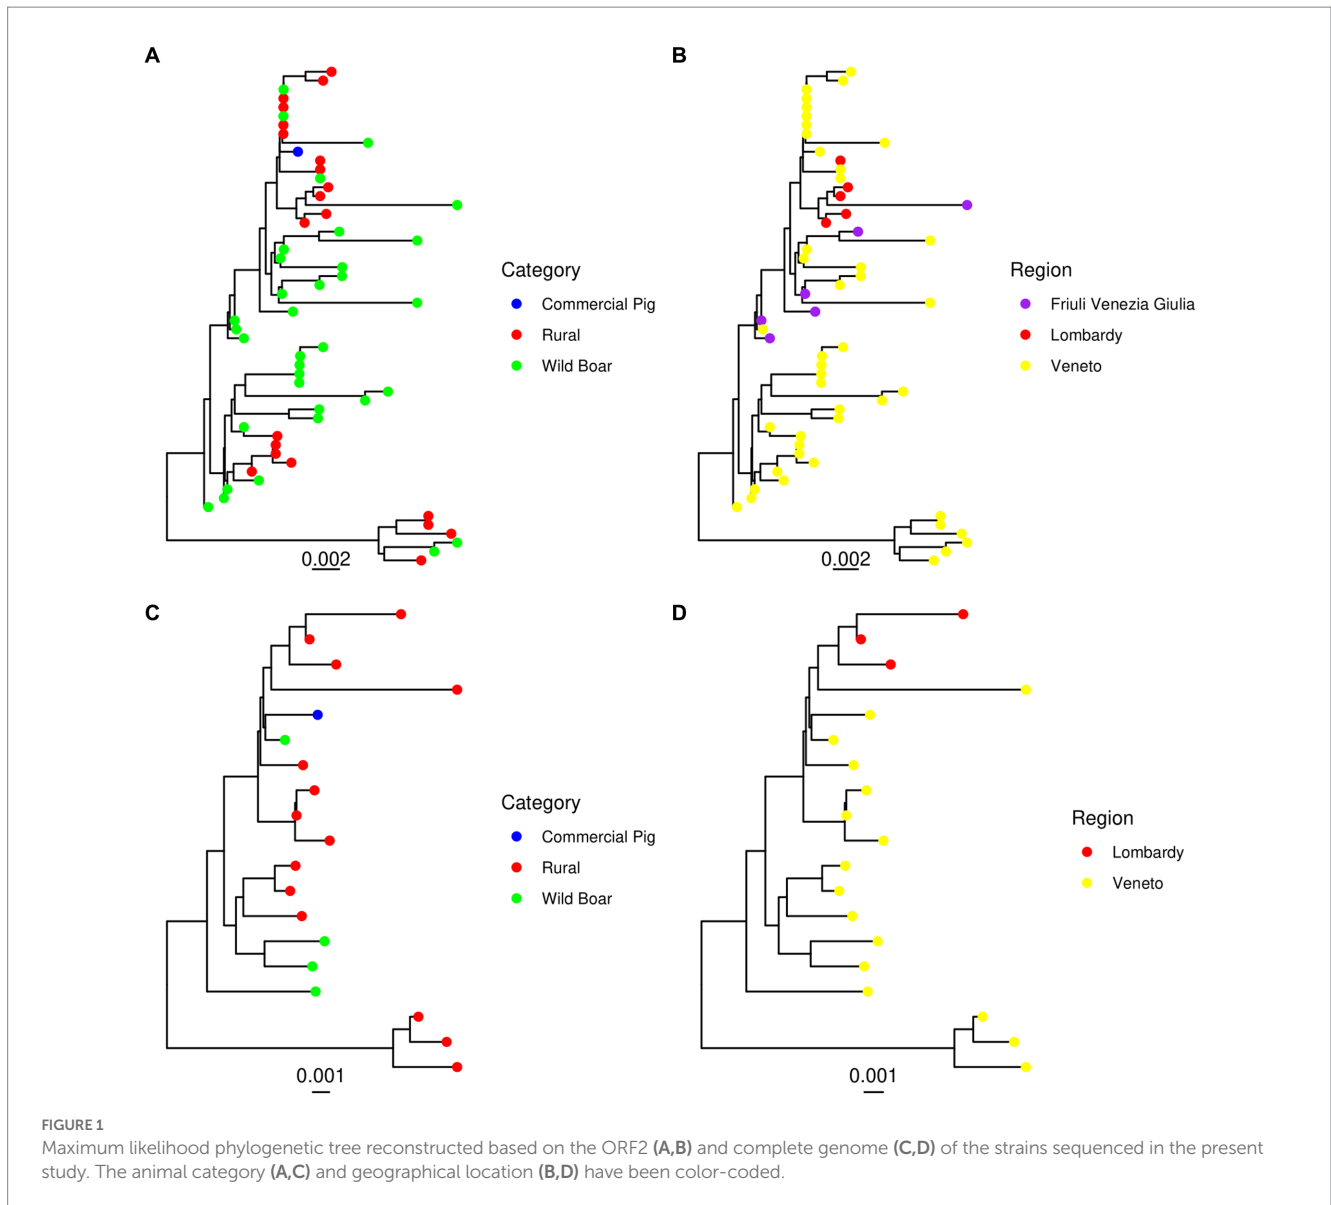 A
B
Category
Commercial Pig
Rural
Wild Boar
Region
Friuli Venezia Giulia
Lombardy
Veneto
0.002
0.002
C
D
Category
Commercial Pig
Rural
Wild Boar
Region
Lombardy
Veneto
0.001
0.001
FIGURE 1
Maximum likelihood phylogenetic tree reconstructed based on the ORF2 (A,B) and complete genome (C,D) of the strains sequenced in the present
study. The animal category (A,C) and geographical location (B,D) have been color-coded.